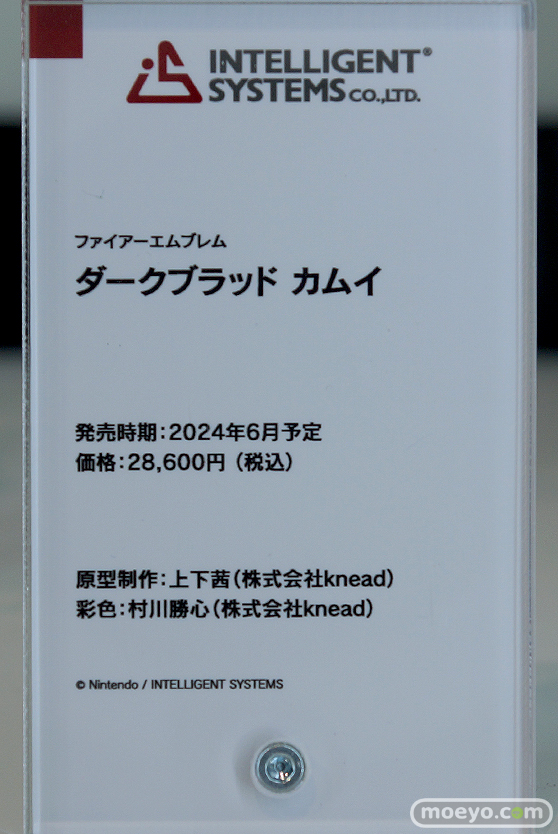 INTELLIGENT®
SYSTEMS CO.,LTD.
ファイアーエムブレム
ダークブラッド カムイ
発売時期：2024年6月予定
価格：28,600円（税込）
原型制作：上下茜（株式会社knead）
彩色：村川勝心（株式会社knead）
© Nintendo / INTELLIGENT SYSTEMS
moeyo.com